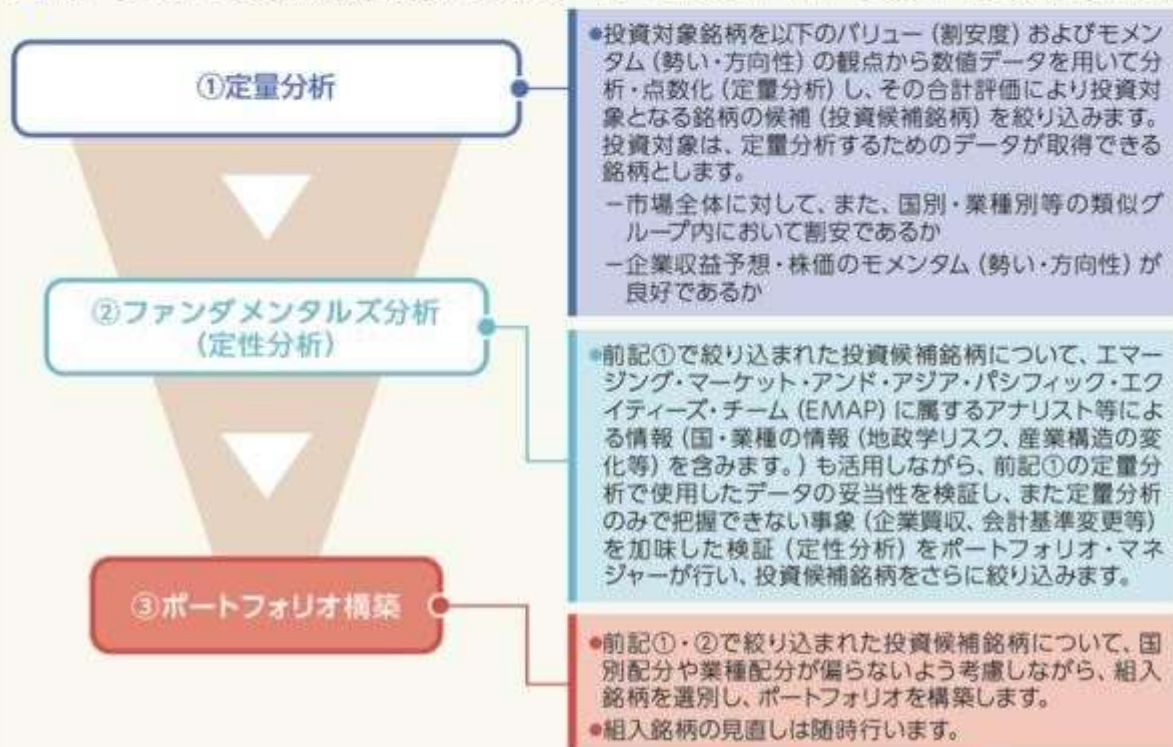 ①定量分析
●投資対象銘柄を以下のバリュー（割安度）およびモメン
タム（勢い・方向性）の観点から数値データを用いて分
析・点数化（定量分析）し、その合計評価により投資対
象となる銘柄の候補（投資候補銘柄）を絞り込みます。
投資対象は、定量分析するためのデータが取得できる
銘柄とします。
－市場全体に対して、また、国別・業種別等の類似グ
ループ内において割安であるか
－企業収益予想・株価のモメンタム（勢い・方向性）が
良好であるか
②ファンダメンタルズ分析
（定性分析）
●前記①で絞り込まれた投資候補銘柄について、エマー
ジング・マーケット・アンド・アジア・パシフィック・エク
イティーズ・チーム（EMAP）に属するアナリスト等によ
る情報（国・業種の情報（地政学リスク、産業構造の変
化等）を含みます。）も活用しながら、前記①の定量分
析で使用したデータの妥当性を検証し、また定量分析
のみで把握できない事象（企業買収、会計基準変更等）
を加味した検証（定性分析）をポートフォリオ・マネ
ジャーが行い、投資候補銘柄をさらに絞り込みます。
③ポートフォリオ構築
●前記①・②で絞り込まれた投資候補銘柄について、国
別配分や業種配分が偏らないよう考慮しながら、組入
銘柄を選別し、ポートフォリオを構築します。
●組入銘柄の見直しは随時行います。